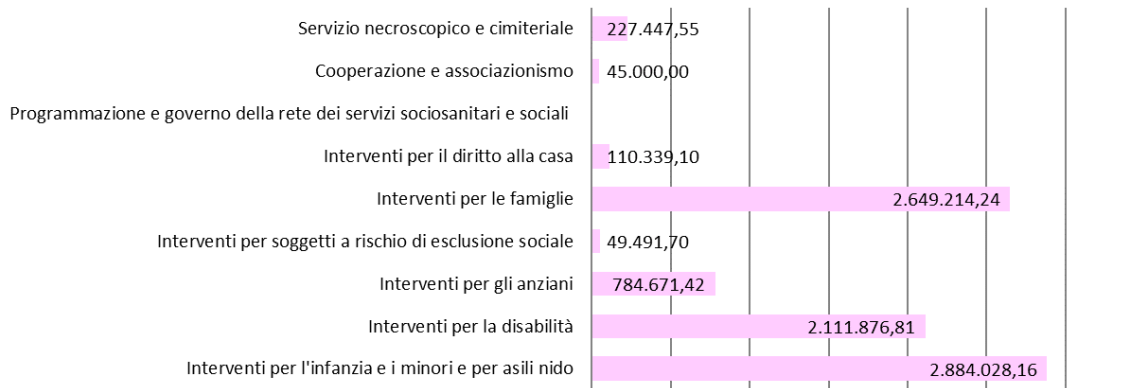 Servizio necroscopico e cimiteriale 227.447,55
Cooperazione e associazionismo 45.000,00
Programmazione e governo della rete dei servizi sociosanitari e sociali
Interventi per il diritto alla casa 110.339,10
Interventi per le famiglie 2.649.214,24
Interventi per soggetti a rischio di esclusione sociale 49.491,70
Interventi per gli anziani 784.671,42
Interventi per la disabilità 2.111.876,81
Interventi per l'infanzia e i minori e per asili nido 2.884.028,16